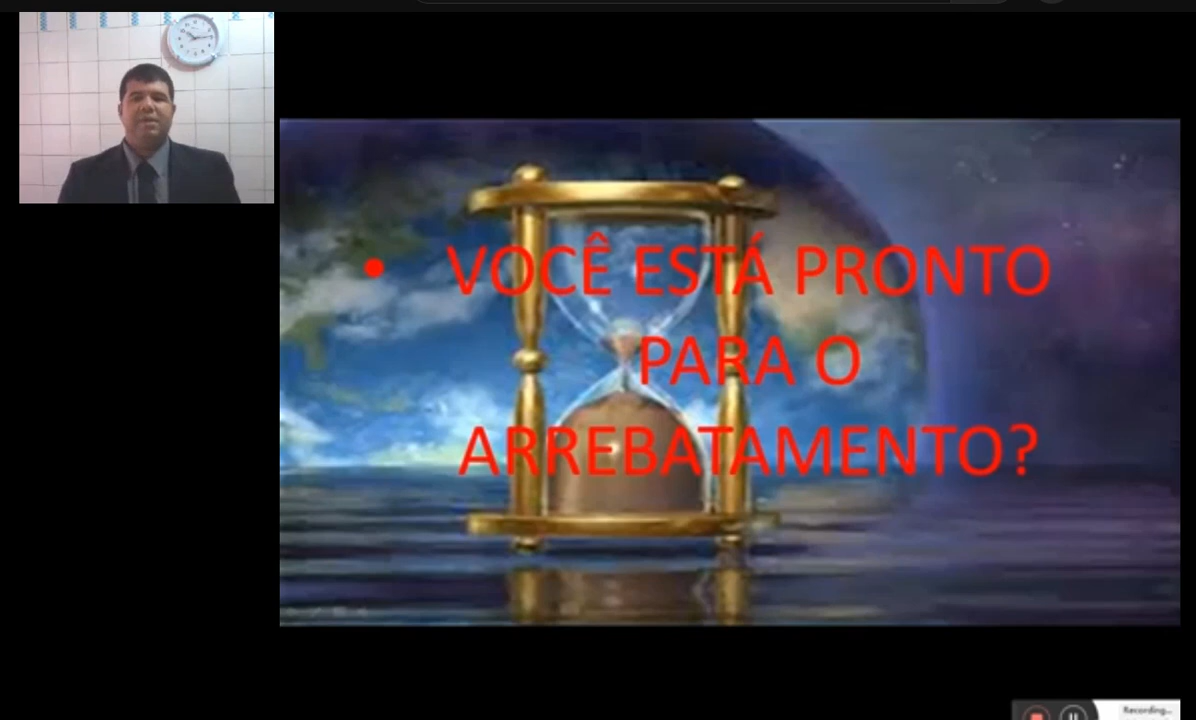 • VOCÊ ESTÁ PRONTO
PARA O
ARREBATAMENTO?
Recording...